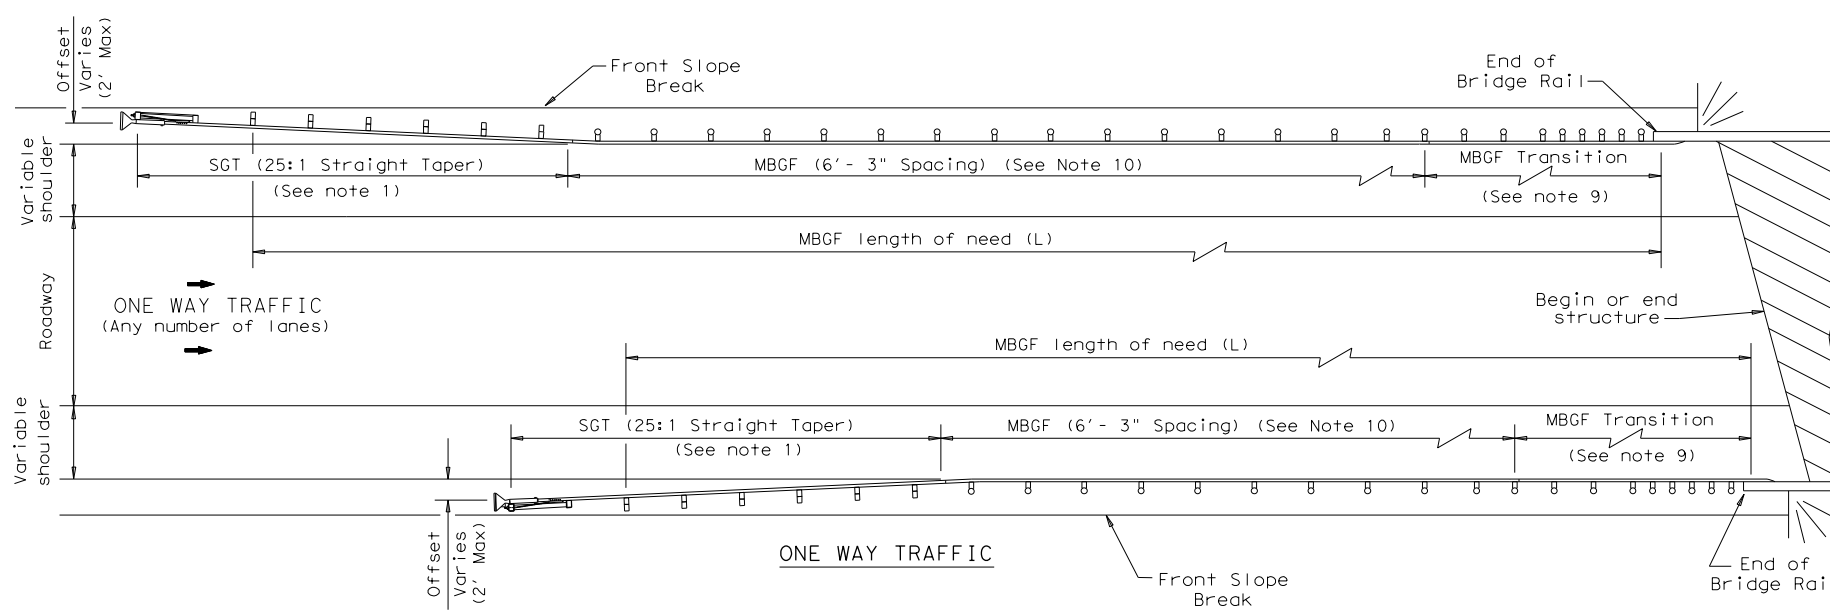 Offset
Varies
(2' Max)
Front Slope
Break
End of
Bridge Rail
Variable
shoulder
SGT (25:1 Straight Taper)
(See note 1)
MBGF (6'- 3" Spacing) (See Note 10)
MBGF Transition
(See note 9)
MBGF length of need (L)
Roadway
ONE WAY TRAFFIC
(Any number of lanes)
Begin or end
structure
MBGF length of need (L)
Variable
shoulder
SGT (25:1 Straight Taper)
(See note 1)
MBGF (6'- 3" Spacing) (See Note 10)
MBGF Transition
(See note 9)
Offset
Varies
(2' Max)
ONE WAY TRAFFIC
Front Slope
Break
End of
Bridge Rai